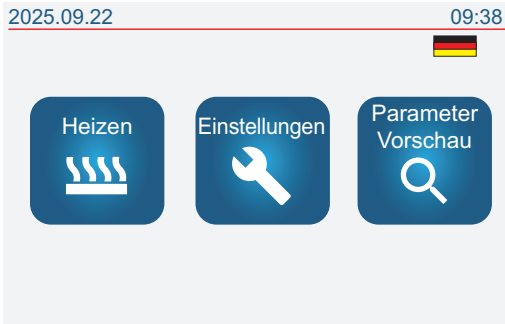 2025.09.22 09:38
Heizen
Einstellungen
Parameter
Vorschau